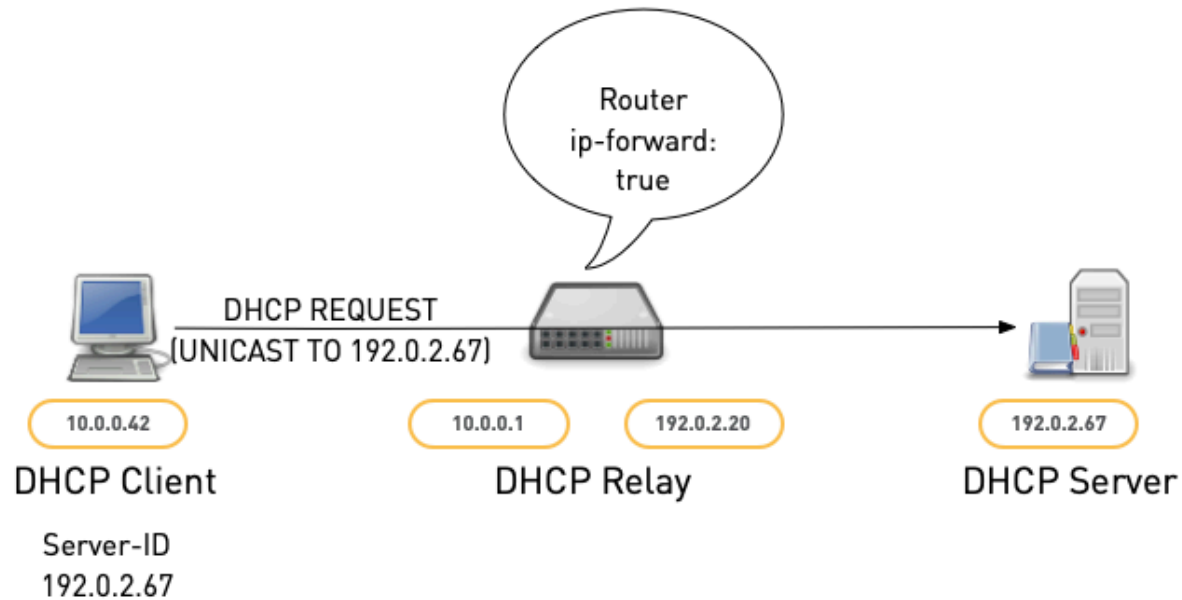 Router
ip-forward:
true
DHCP REQUEST
(UNICAST TO 192.0.2.67)
10.0.0.42
10.0.0.1
192.0.2.20
192.0.2.67
DHCP Client
DHCP Relay
DHCP Server
Server-ID
192.0.2.67